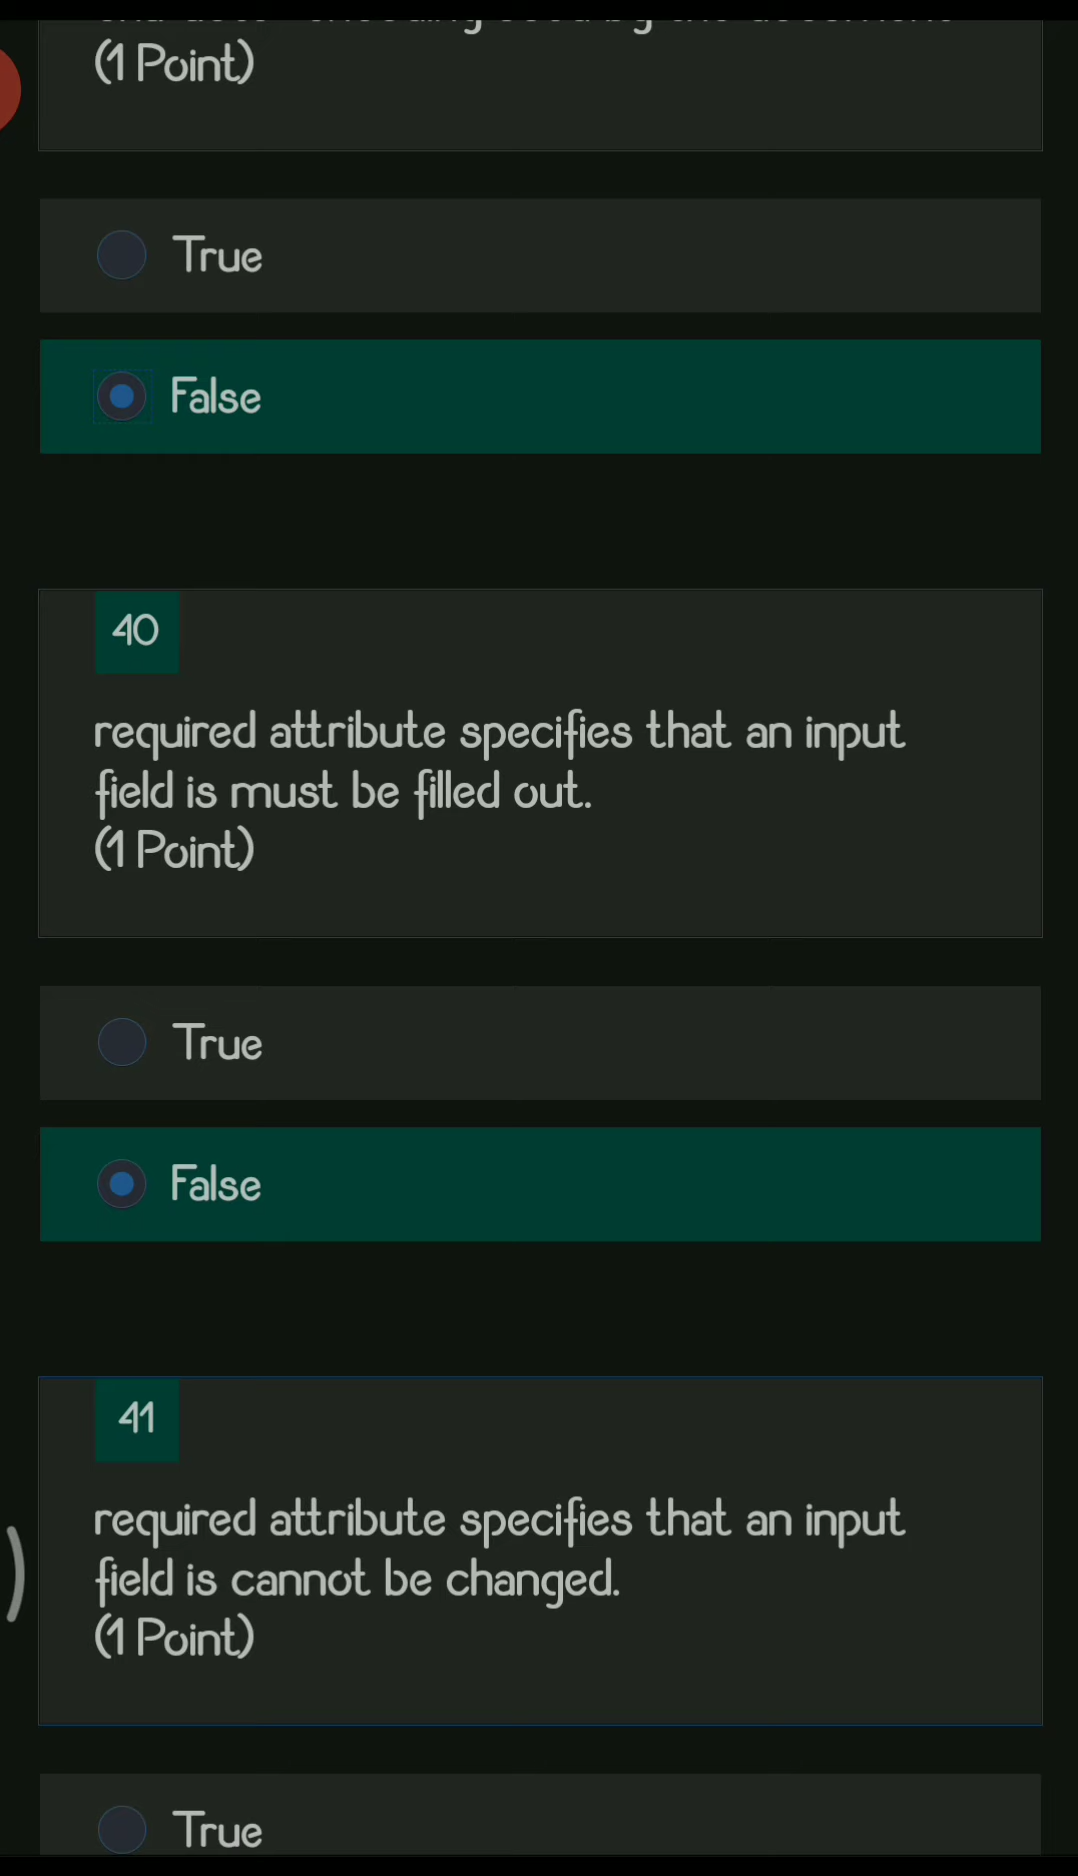 (1 Point)
True
False
40
required attribute specifies that an input
field is must be filled out.
(1 Point)
True
False
41
required attribute specifies that an input
field is cannot be changed.
(1 Point)
True